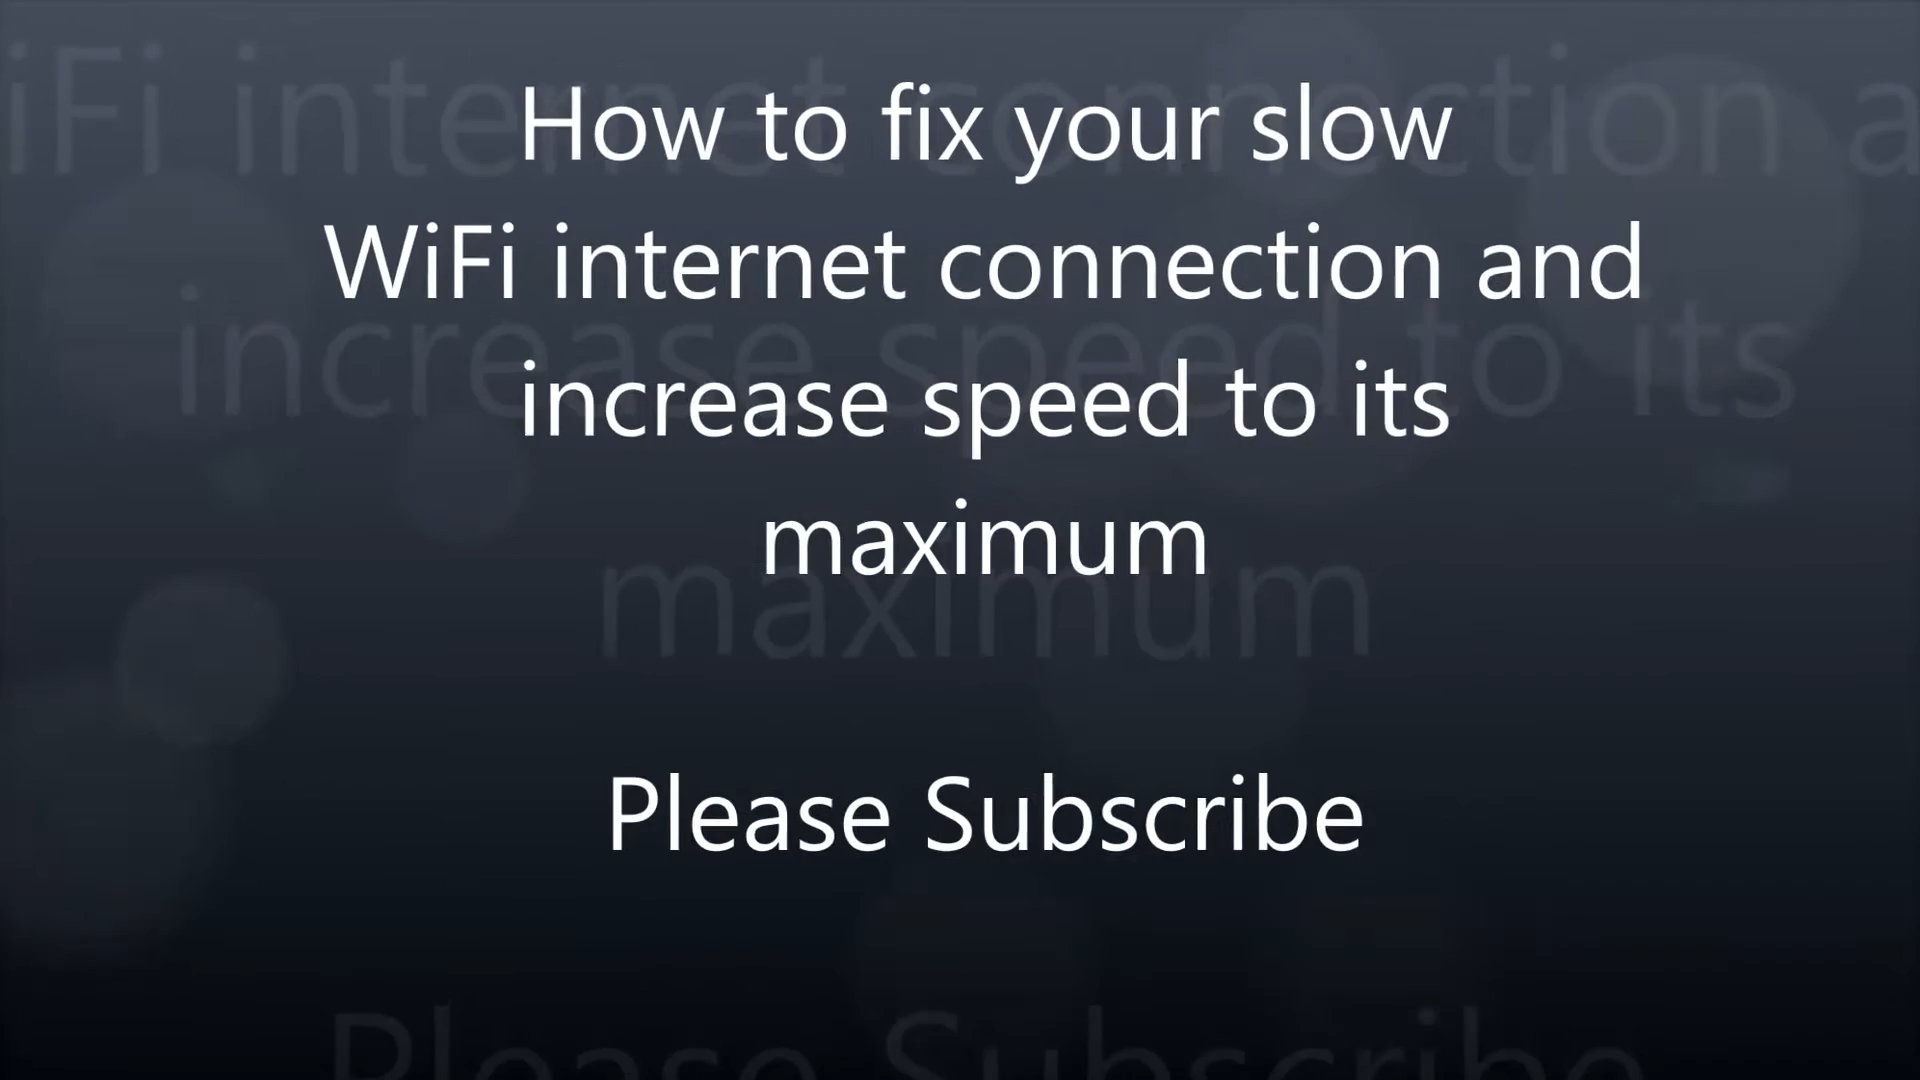 How to fix your slow
WiFi internet connection and
increase speed to its
maximum
Please Subscribe